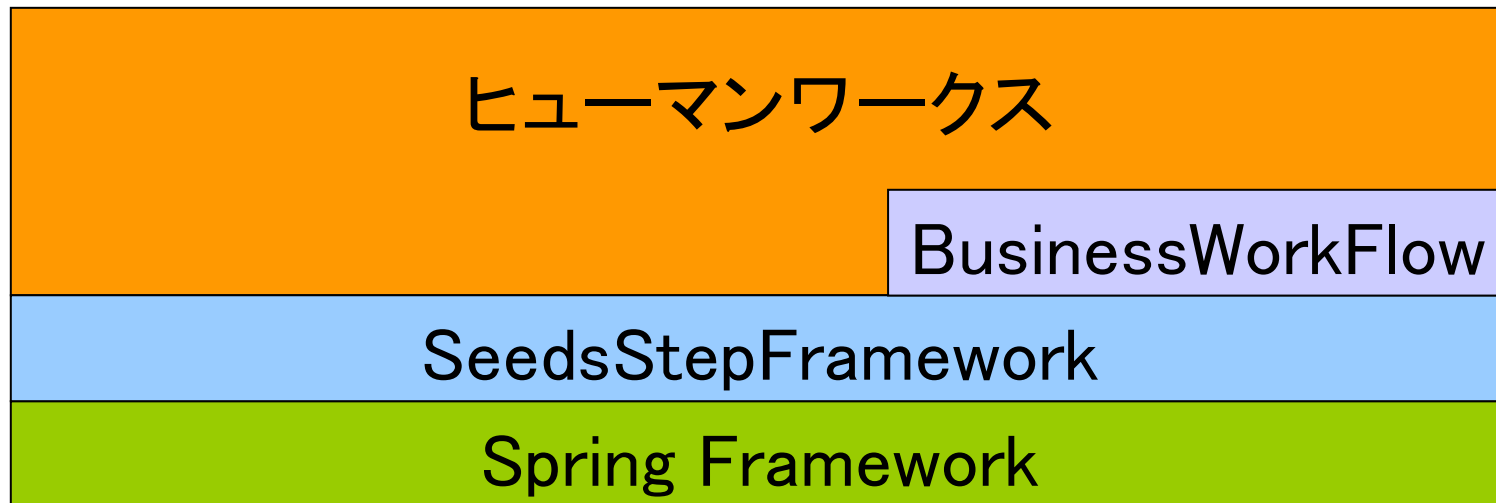 ヒューマンワークス
BusinessWorkFlow
SeedsStepFramework
Spring Framework